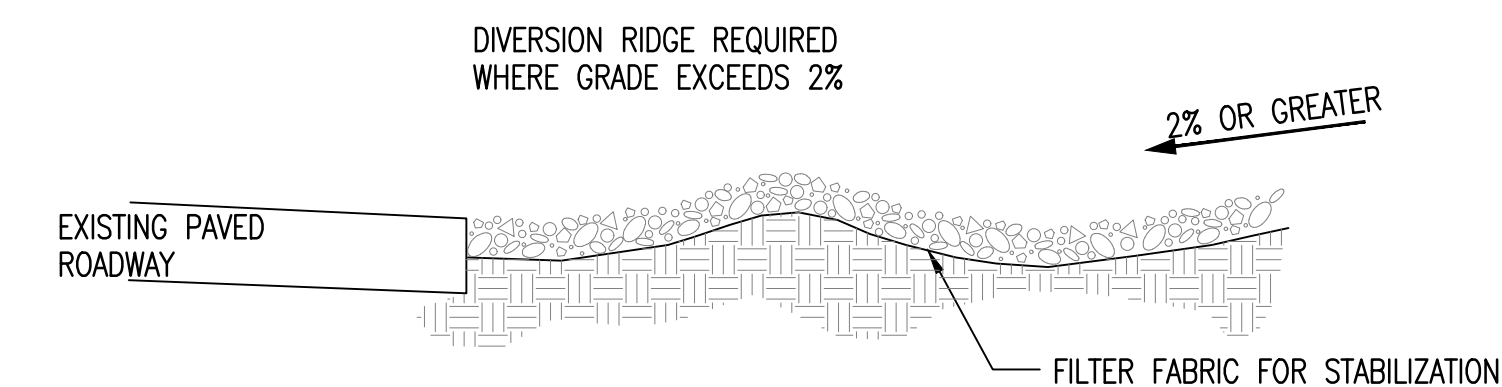 DIVERSION RIDGE REQUIRED
WHERE GRADE EXCEEDS 2%
2% OR GREATER
EXISTING PAVED
ROADWAY
FILTER FABRIC FOR STABILIZATION